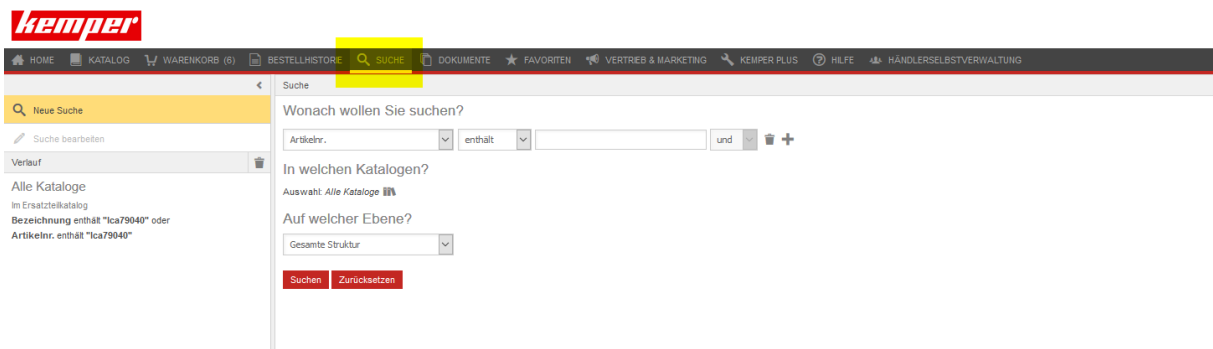 kemper
HOME KATALOG WARENKORB (6) BESTELLHISTORIE SUCHE DOKUMENTE FAVORITEN VERTRIEB & MARKETING KEMPER PLUS HILFE HÄNDLERSELBSTVERWALTUNG
Suche
Neue Suche
Suche bearbeiten
Verlauf
Alle Kataloge
Im Ersatzteilkatalog
Bezeichnung enthält "lca79040" oder
Artikelnr. enthält "lca79040"
Wonach wollen Sie suchen?
Artikelnr. enthält und
In welchen Katalogen?
Auswahl: Alle Kataloge
Auf welcher Ebene?
Gesamte Struktur
Suchen Zurücksetzen